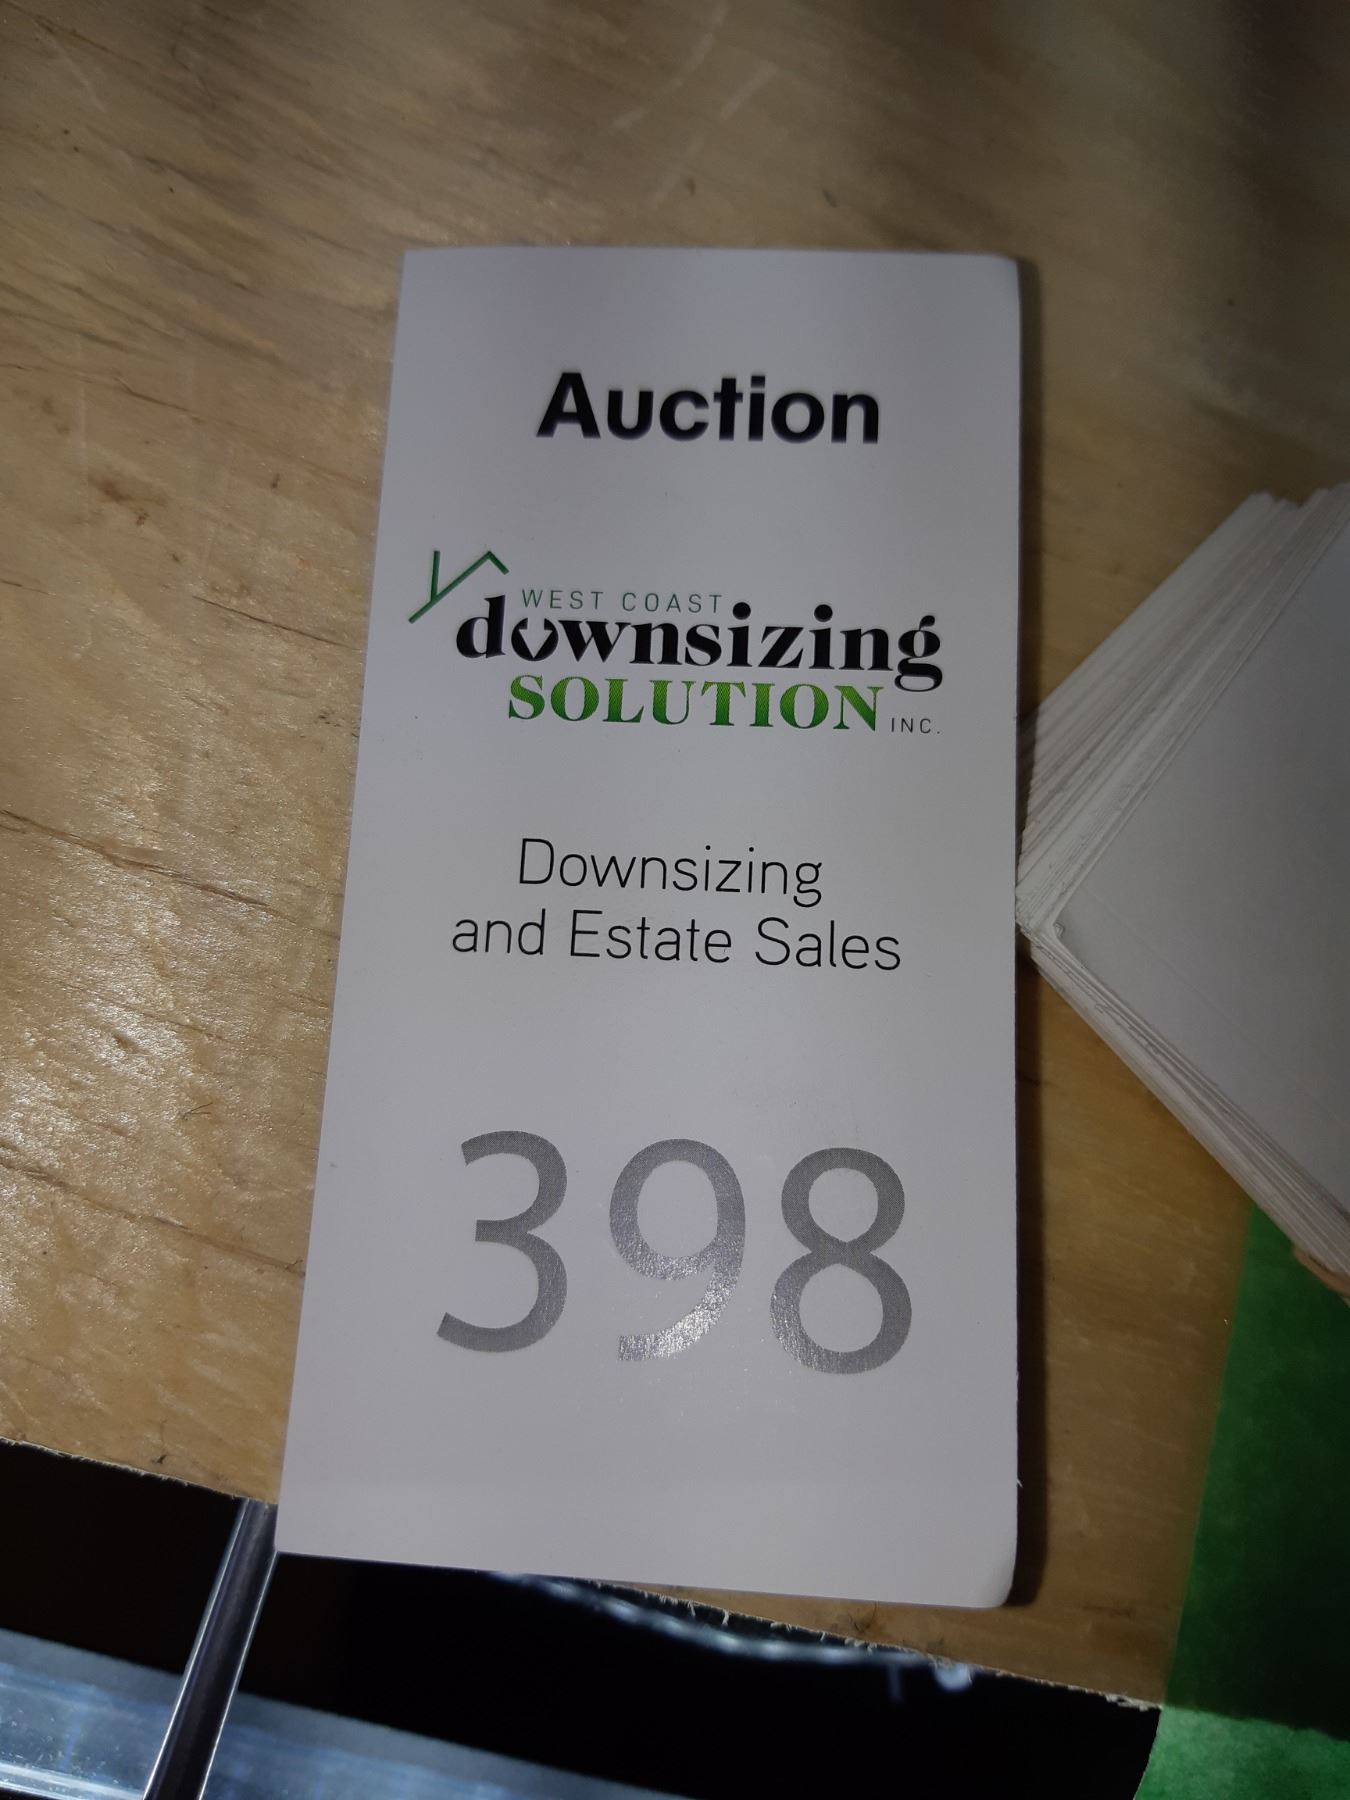 Auction
WEST COAST
downsizing
SOLUTION INC.
Downsizing
and Estate Sales
398